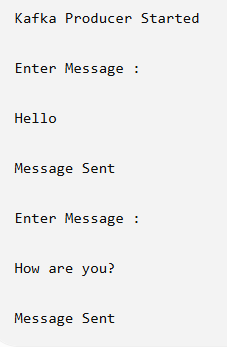 Kafka Producer Started
Enter Message :
Hello
Message Sent
Enter Message :
How are you?
Message Sent